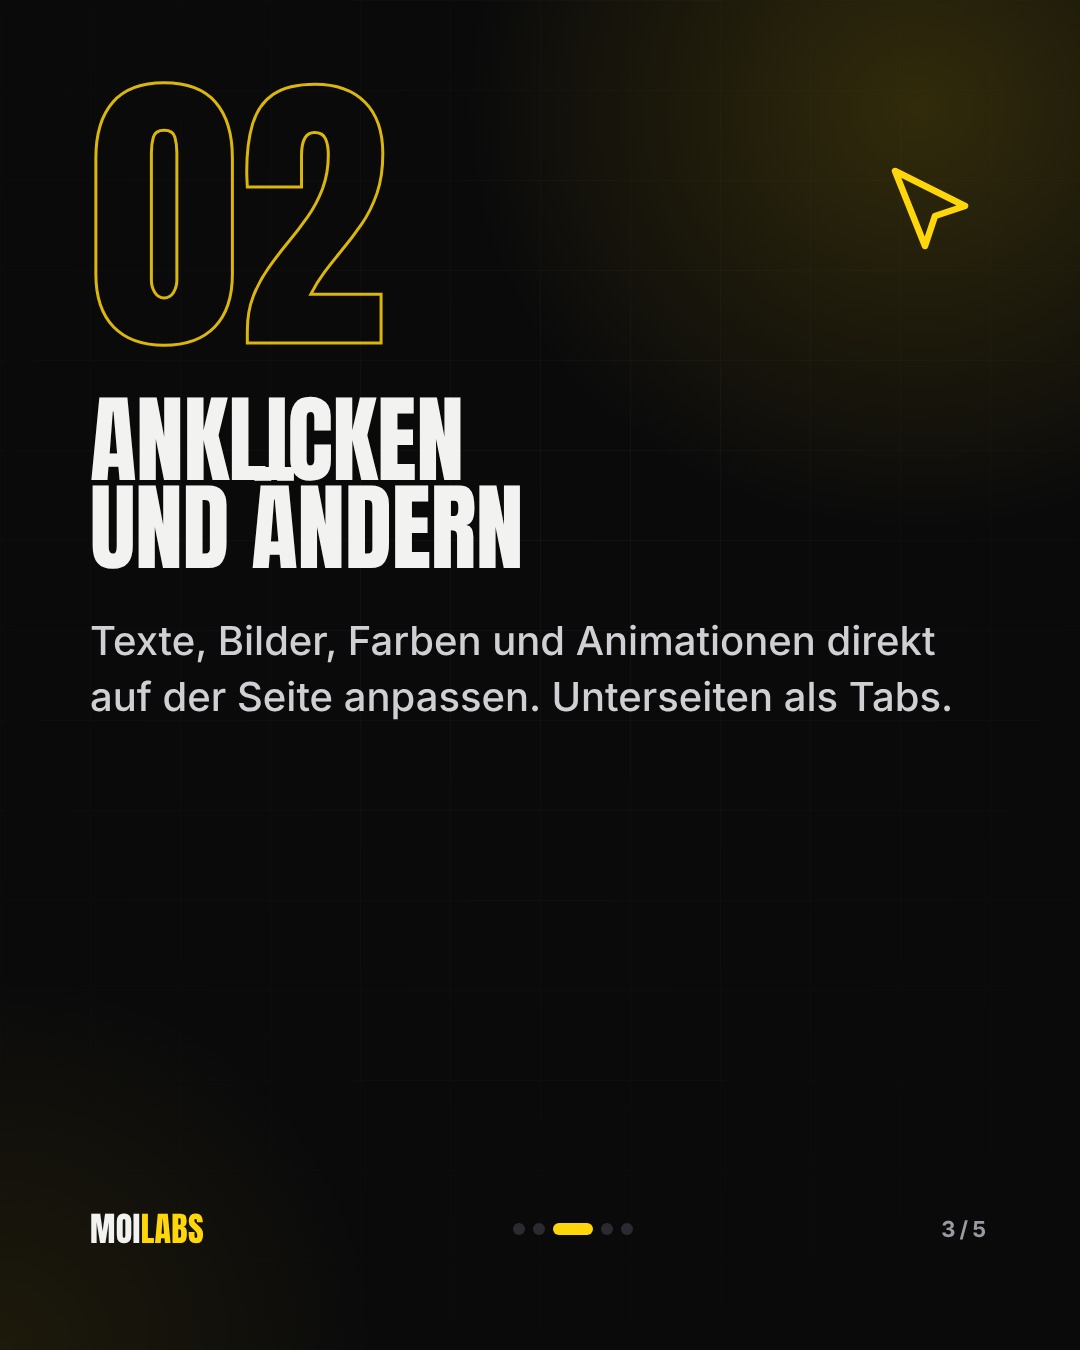 02
ANKLICKEN
UND ÄNDERN
Texte, Bilder, Farben und Animationen direkt
auf der Seite anpassen. Unterseiten als Tabs.
MOILABS
3 / 5